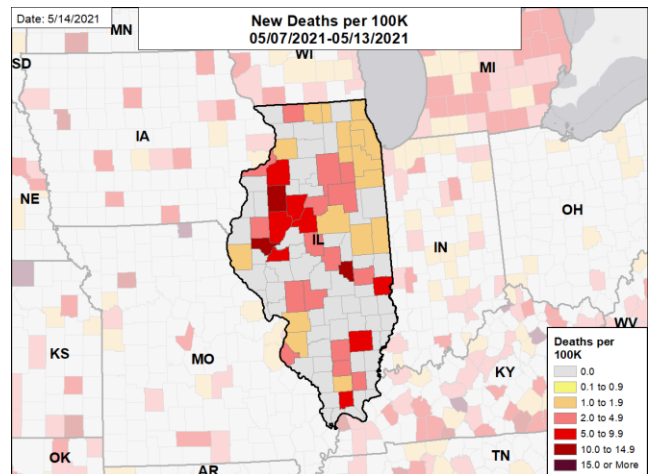 Date: 5/14/2021
New Deaths per 100K
05/07/2021-05/13/2021
MN
SD
WI
MI
IA
NE
IL
IN
OH
KS
MO
KY
WV
OK
AR
TN
Deaths per
100K
0.0
0.1 to 0.9
1.0 to 1.9
2.0 to 4.9
5.0 to 9.9
10.0 to 14.9
15.0 or More